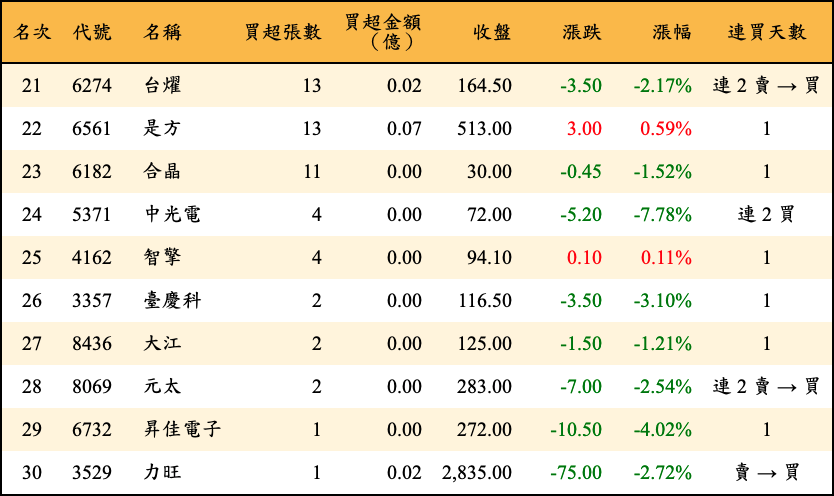 名次 代號 名稱 買超張數 買超金額（億） 收盤 漲跌 漲幅 連買天數
21 6274 台燿 13 0.02 164.50 -3.50 -2.17% 連 2 賣 → 買
22 6561 是方 13 0.07 513.00 3.00 0.59% 1
23 6182 合晶 11 0.00 30.00 -0.45 -1.52% 1
24 5371 中光電 4 0.00 72.00 -5.20 -7.78% 連 2 買
25 4162 智擎 4 0.00 94.10 0.10 0.11% 1
26 3357 臺慶科 2 0.00 116.50 -3.50 -3.10% 1
27 8436 大江 2 0.00 125.00 -1.50 -1.21% 1
28 8069 元太 2 0.00 283.00 -7.00 -2.54% 連 2 賣 → 買
29 6732 昇佳電子 1 0.00 272.00 -10.50 -4.02% 1
30 3529 力旺 1 0.02 2,835.00 -75.00 -2.72% 賣 → 買